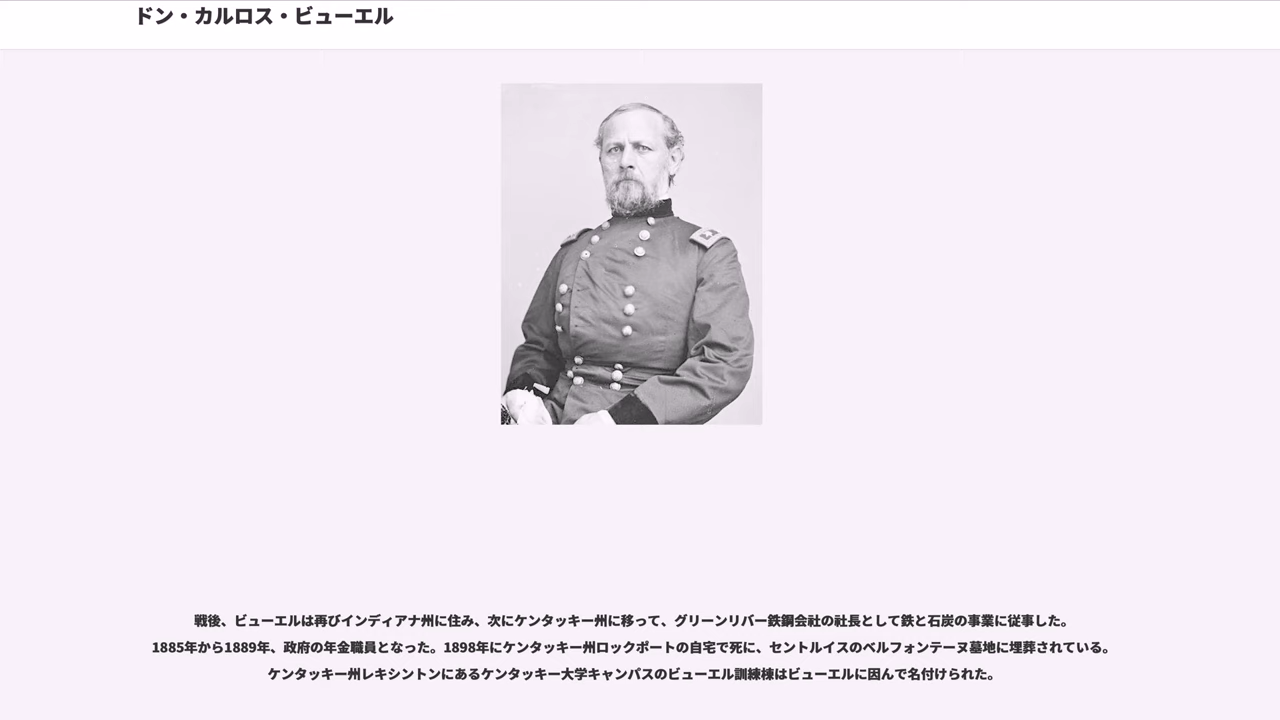 ドン・カルロス・ビューエル
戦後、ビューエルは再びインディアナ州に住み、次にケンタッキー州に移って、グリーンリバー鉄鋼会社の社長として鉄と石炭の事業に従事した。
1885年から1889年、政府の年金職員となった。1898年にケンタッキー州ロックポートの自宅で死に、セントルイスのベルフォンテーヌ墓地に埋葬されている。
ケンタッキー州レキシントンにあるケンタッキー大学キャンパスのビューエル訓練棟はビューエルに因んで名付けられた。